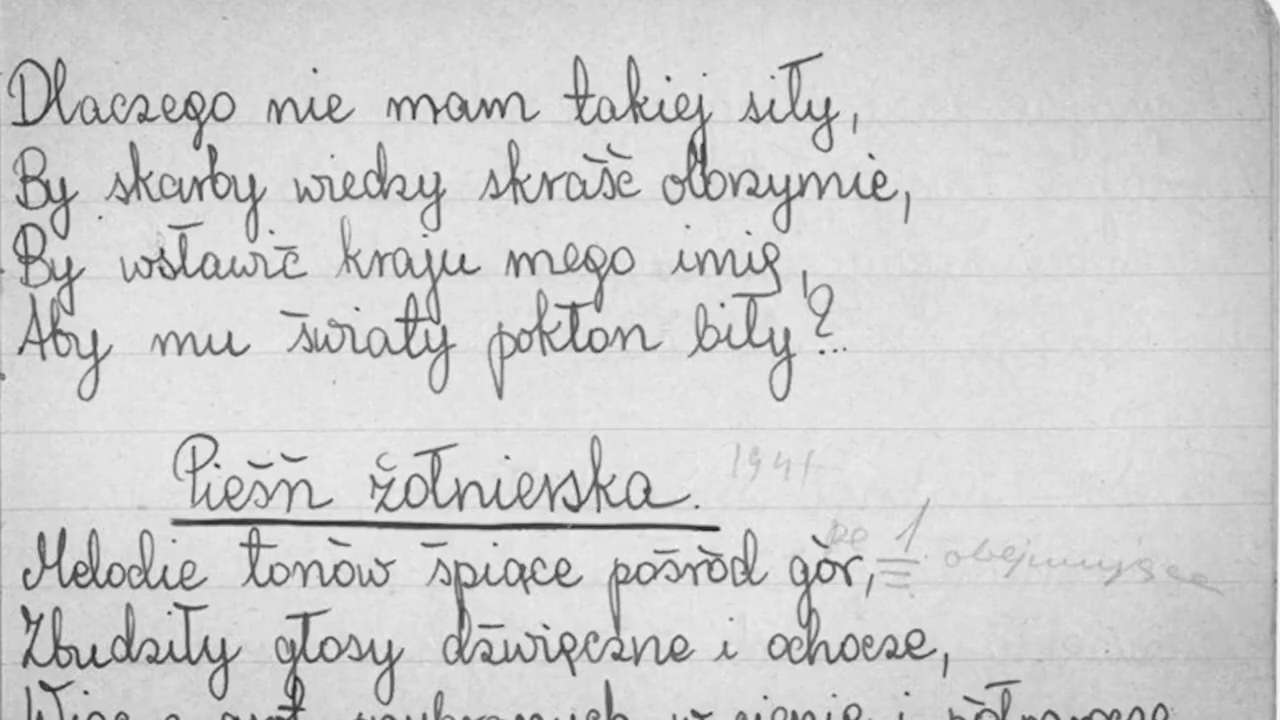 Dlaczego nie mam takiej siły,
By skarby wiedzy skraść olbrzymie,
By wsławić kraju mego imię,
Aby mu światy pokłon biły?..
Pieśń żołnierska. 1941
Melodie tonów śpiące pośród gór, obejmujące
Zbudziły głosy dźwięczne i ochocze,